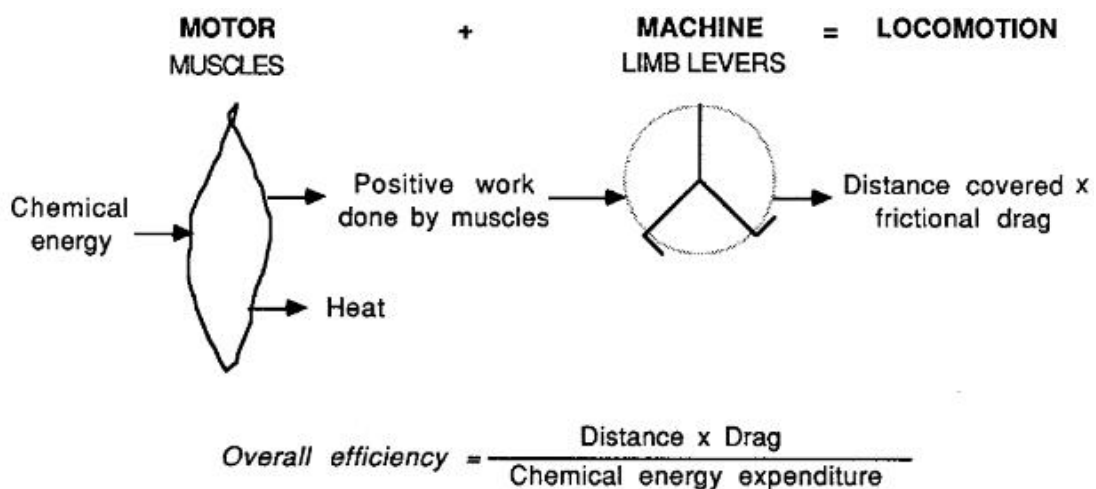 MOTOR + MACHINE = LOCOMOTION
MUSCLES LIMB LEVERS
Chemical
energy
Positive work
done by muscles
Heat
Distance covered x
frictional drag
Overall efficiency = Distance x Drag
Chemical energy expenditure